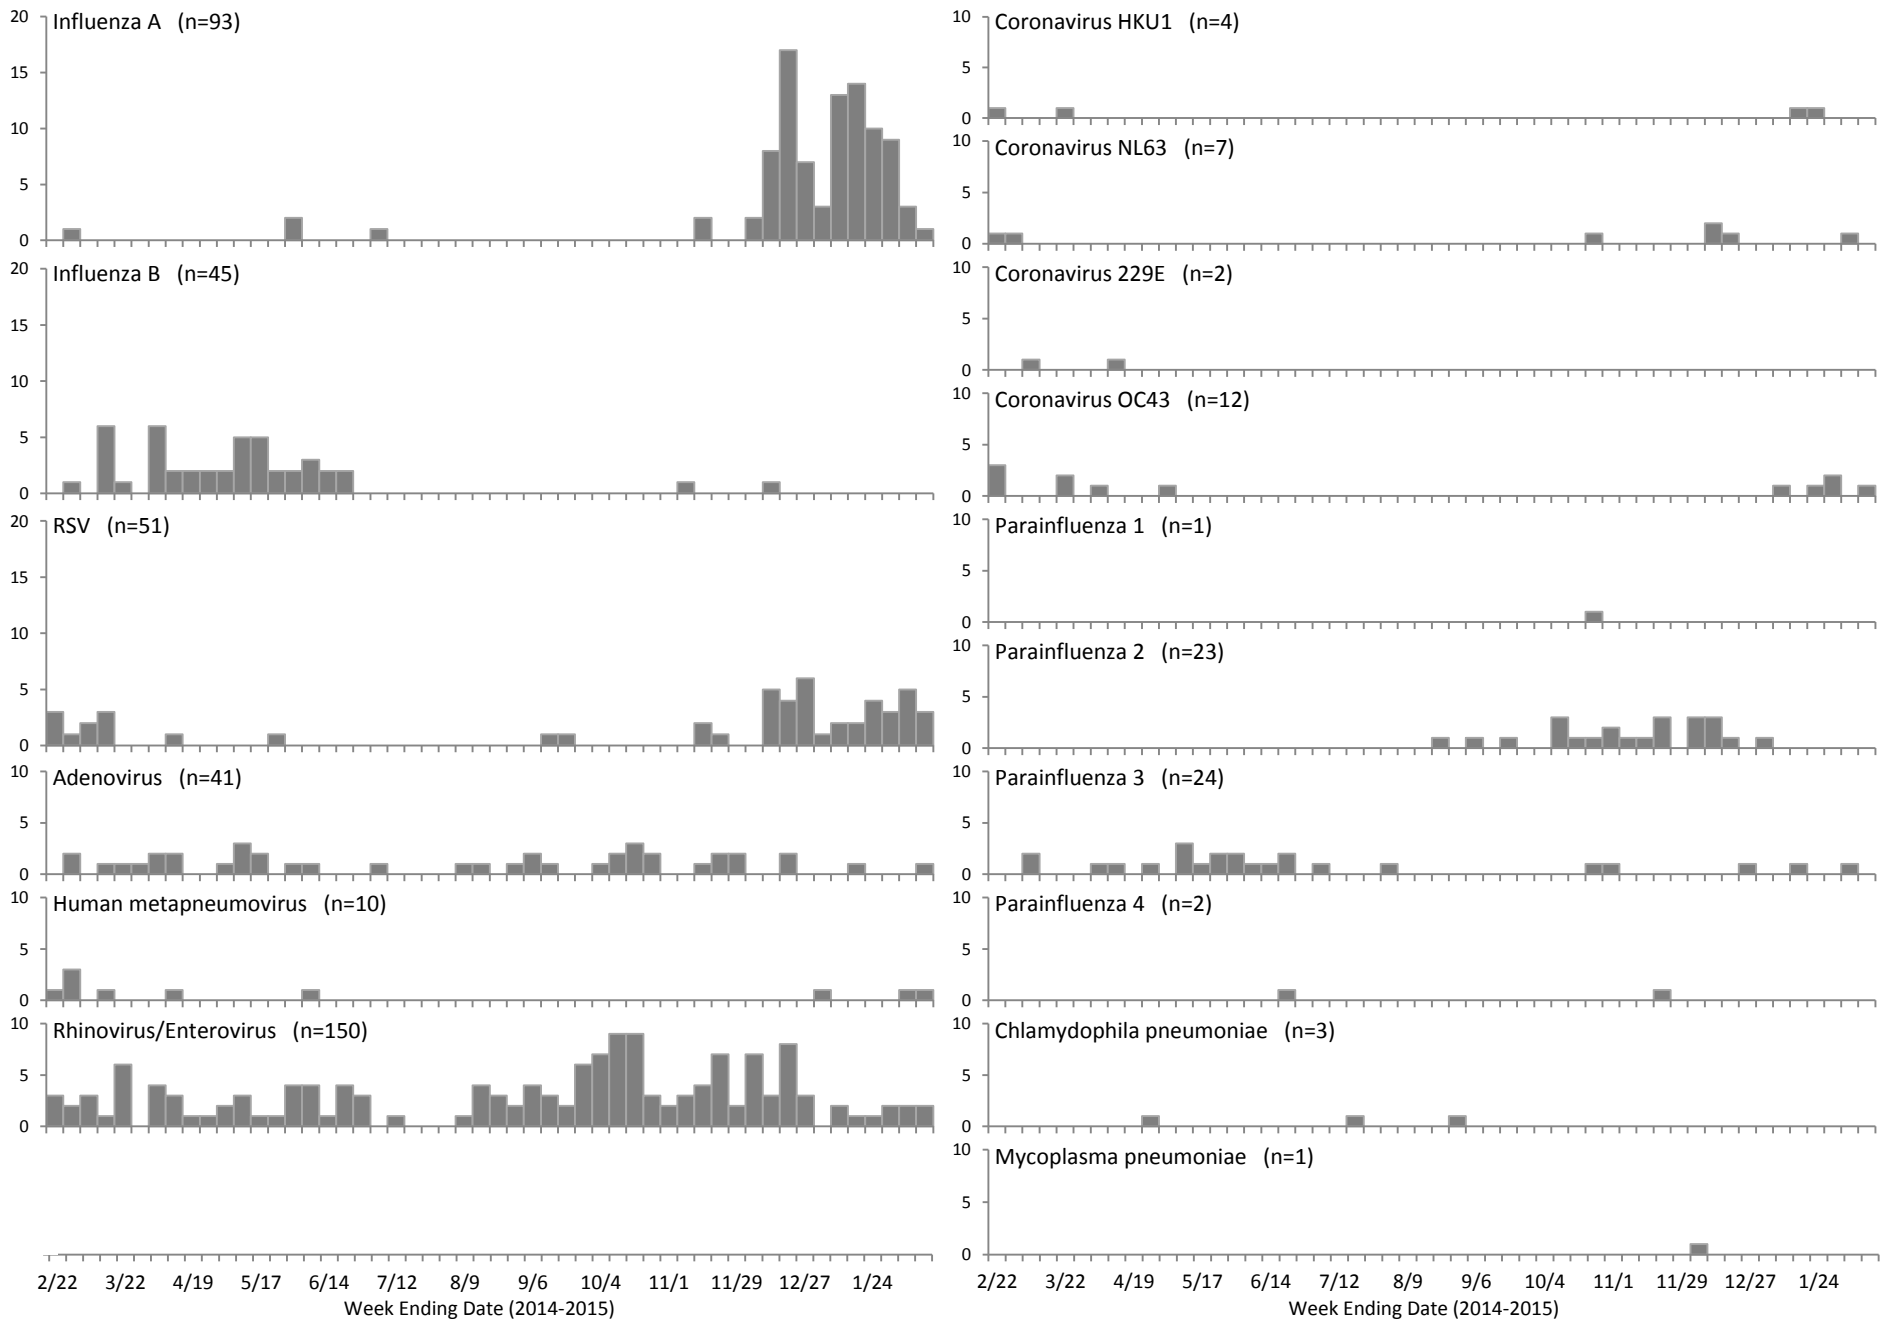 Influenza A (n=93)
20
15
10
5
0
Influenza B (n=45)
20
15
10
5
0
RSV (n=51)
20
15
10
5
0
Adenovirus (n=41)
10
5
0
Human metapneumovirus (n=10)
10
5
0
Rhinovirus/Enterovirus (n=150)
10
5
0
2/22 3/22 4/19 5/17 6/14 7/12 8/9 9/6 10/4 11/1 11/29 12/27 1/24
Week Ending Date (2014-2015)
Coronavirus HKU1 (n=4)
10
5
0
Coronavirus NL63 (n=7)
10
5
0
Coronavirus 229E (n=2)
10
5
0
Coronavirus OC43 (n=12)
10
5
0
Parainfluenza 1 (n=1)
10
5
0
Parainfluenza 2 (n=23)
10
5
0
Parainfluenza 3 (n=24)
10
5
0
Parainfluenza 4 (n=2)
10
5
0
Chlamydophila pneumoniae (n=3)
10
5
0
Mycoplasma pneumoniae (n=1)
10
5
0
2/22 3/22 4/19 5/17 6/14 7/12 8/9 9/6 10/4 11/1 11/29 12/27 1/24
Week Ending Date (2014-2015)